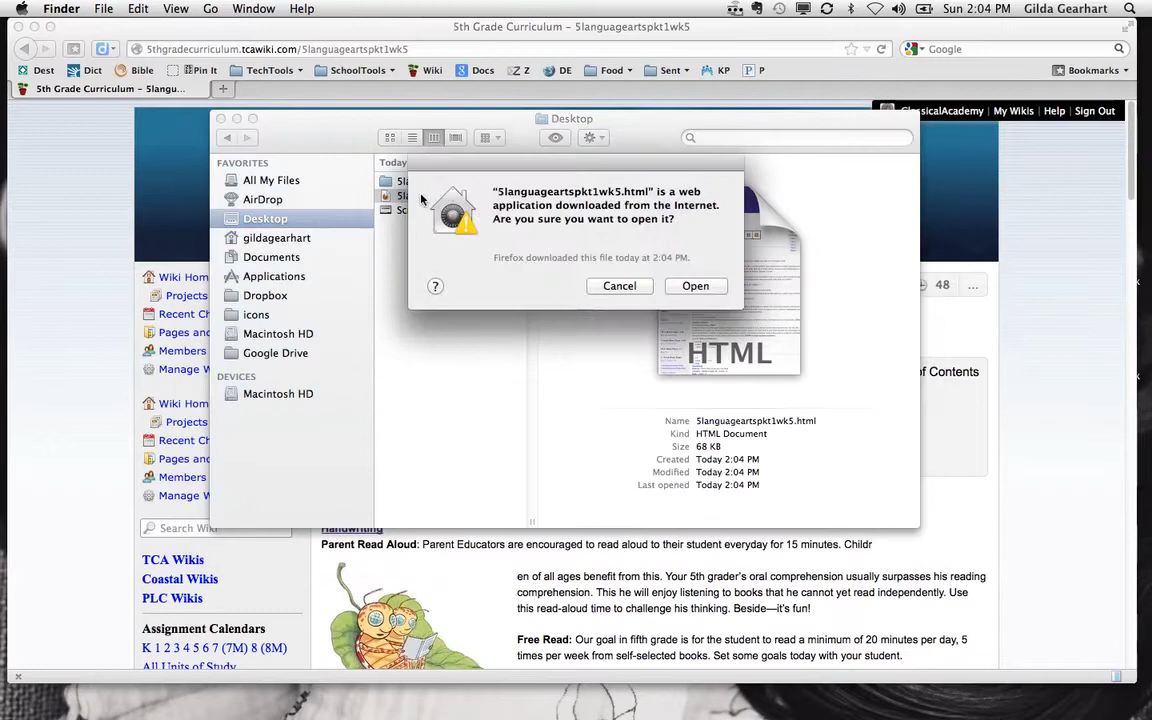 Finder File Edit View Go Window Help Sun 2:04 PM Gilda Gearhart
5th Grade Curriculum – 5languageartspkt1wk5
5thgradecurriculum.tcawiki.com/5languageartspkt1wk5 Google
Dest Dict Bible Pin It TechTools SchoolTools Wiki Docs Z DE Food Sent KP P Bookmarks
5th Grade Curriculum – 5langu...
ClassicalAcademy My Wikis Help Sign Out
Desktop
FAVORITES
All My Files
AirDrop
Desktop
gildagearhart
Documents
Applications
Dropbox
icons
Macintosh HD
Google Drive
DEVICES
Macintosh HD
Today
5la
5la
Sc
"5languageartspkt1wk5.html" is a web
application downloaded from the Internet.
Are you sure you want to open it?
Firefox downloaded this file today at 2:04 PM.
? Cancel Open
HTML
Name 5languageartspkt1wk5.html
Kind HTML Document
Size 68 KB
Created Today 2:04 PM
Modified Today 2:04 PM
Last opened Today 2:04 PM
48 ...
of Contents
Wiki Hom
Projects
Recent Ch
Pages and
Members
Manage W
Wiki Hom
Projects
Recent Ch
Pages and
Members
Manage W
Search Wiki
TCA Wikis
Coastal Wikis
PLC Wikis
Assignment Calendars
K 1 2 3 4 5 6 7 (7M) 8 (8M)
All Units of Study
Handwriting
Parent Read Aloud: Parent Educators are encouraged to read aloud to their student everyday for 15 minutes. Childr
en of all ages benefit from this. Your 5th grader's oral comprehension usually surpasses his reading
comprehension. This he will enjoy listening to books that he cannot yet read independently. Use
this read-aloud time to challenge his thinking. Beside—it's fun!
Free Read: Our goal in fifth grade is for the student to read a minimum of 20 minutes per day, 5
times per week from self-selected books. Set some goals today with your student.